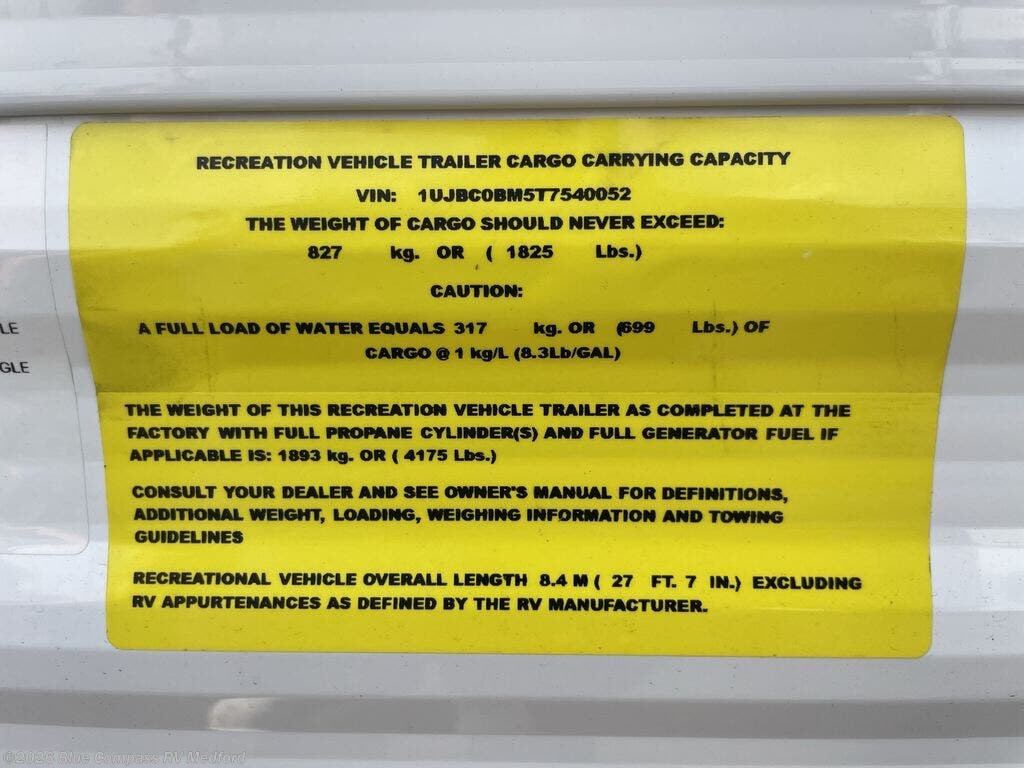 RECREATION VEHICLE TRAILER CARGO CARRYING CAPACITY
VIN: 1UJBC0BM5T7540052
THE WEIGHT OF CARGO SHOULD NEVER EXCEED:
827 kg. OR ( 1825 Lbs.)
CAUTION:
A FULL LOAD OF WATER EQUALS 317 kg. OR (699 Lbs.) OF
CARGO @ 1 kg/L (8.3Lb/GAL)
THE WEIGHT OF THIS RECREATION VEHICLE TRAILER AS COMPLETED AT THE
FACTORY WITH FULL PROPANE CYLINDER(S) AND FULL GENERATOR FUEL IF
APPLICABLE IS: 1893 kg. OR ( 4175 Lbs.)
CONSULT YOUR DEALER AND SEE OWNER'S MANUAL FOR DEFINITIONS,
ADDITIONAL WEIGHT, LOADING, WEIGHING INFORMATION AND TOWING
GUIDELINES
RECREATIONAL VEHICLE OVERALL LENGTH 8.4 M ( 27 FT. 7 IN.) EXCLUDING
RV APPURTENANCES AS DEFINED BY THE RV MANUFACTURER.
LE
GLE
©2026 Blue Compass RV Medford